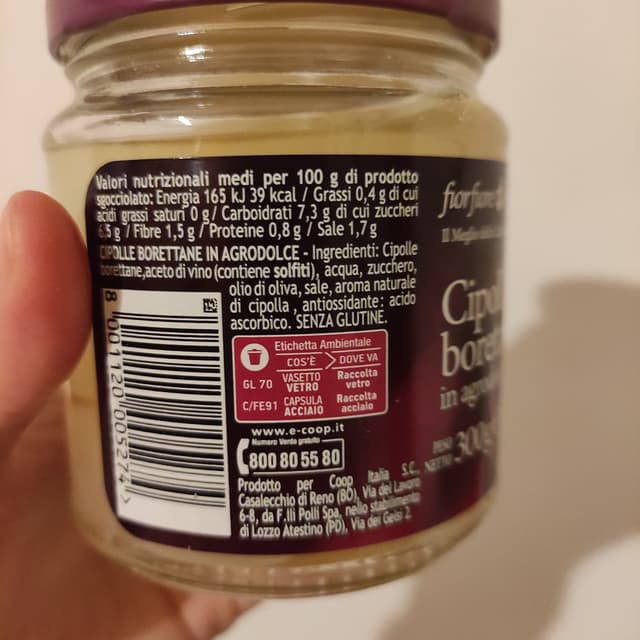 Valori nutrizionali medi per 100 g di prodotto
sgocciolato: Energia 165 kJ 39 kcal / Grassi 0,4 g di cui
acidi grassi saturi 0 g / Carboidrati 7,3 g di cui zuccheri
6,5 g / Fibre 1,5 g / Proteine 0,8 g / Sale 1,7 g
CIPOLLE BORETTANE IN AGRODOLCE - Ingredienti: Cipolle
borettane, aceto di vino (contiene solfiti), acqua, zucchero,
olio di oliva, sale, aroma naturale
di cipolla, antiossidante: acido
ascorbico. SENZA GLUTINE.
8 001120 005274 >
Etichetta Ambientale
COS'È DOVE VA
GL 70 VASETTO VETRO Raccolta vetro
C/FE91 CAPSULA ACCIAIO Raccolta acciaio
www.e-coop.it
Numero Verde gratuito
800 80 55 80
Prodotto per Coop Italia S.C.,
Casalecchio di Reno (BO), Via del Lavoro
6-8, da F.lli Polli Spa, nello stabilimento
di Lozzo Atestino (PD), Via dei Gelsi 2.
fiorfiore
Il Meglio
Cipol
boret
in agrod
PESO NETTO 300g